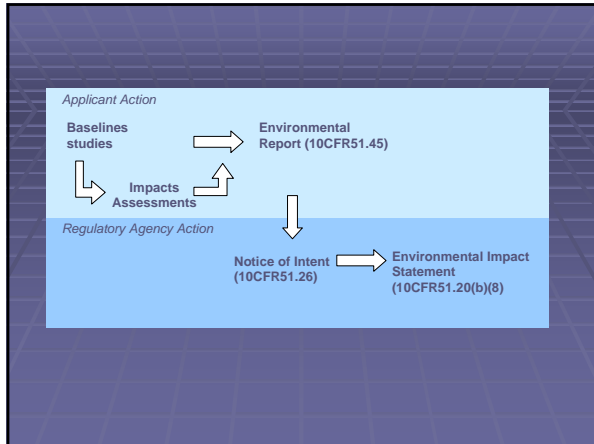 Applicant Action
Baselines
studies
Environmental
Report (10CFR51.45)
Impacts
Assessments
Regulatory Agency Action
Notice of Intent
(10CFR51.26)
Environmental Impact
Statement
(10CFR51.20(b)(8)